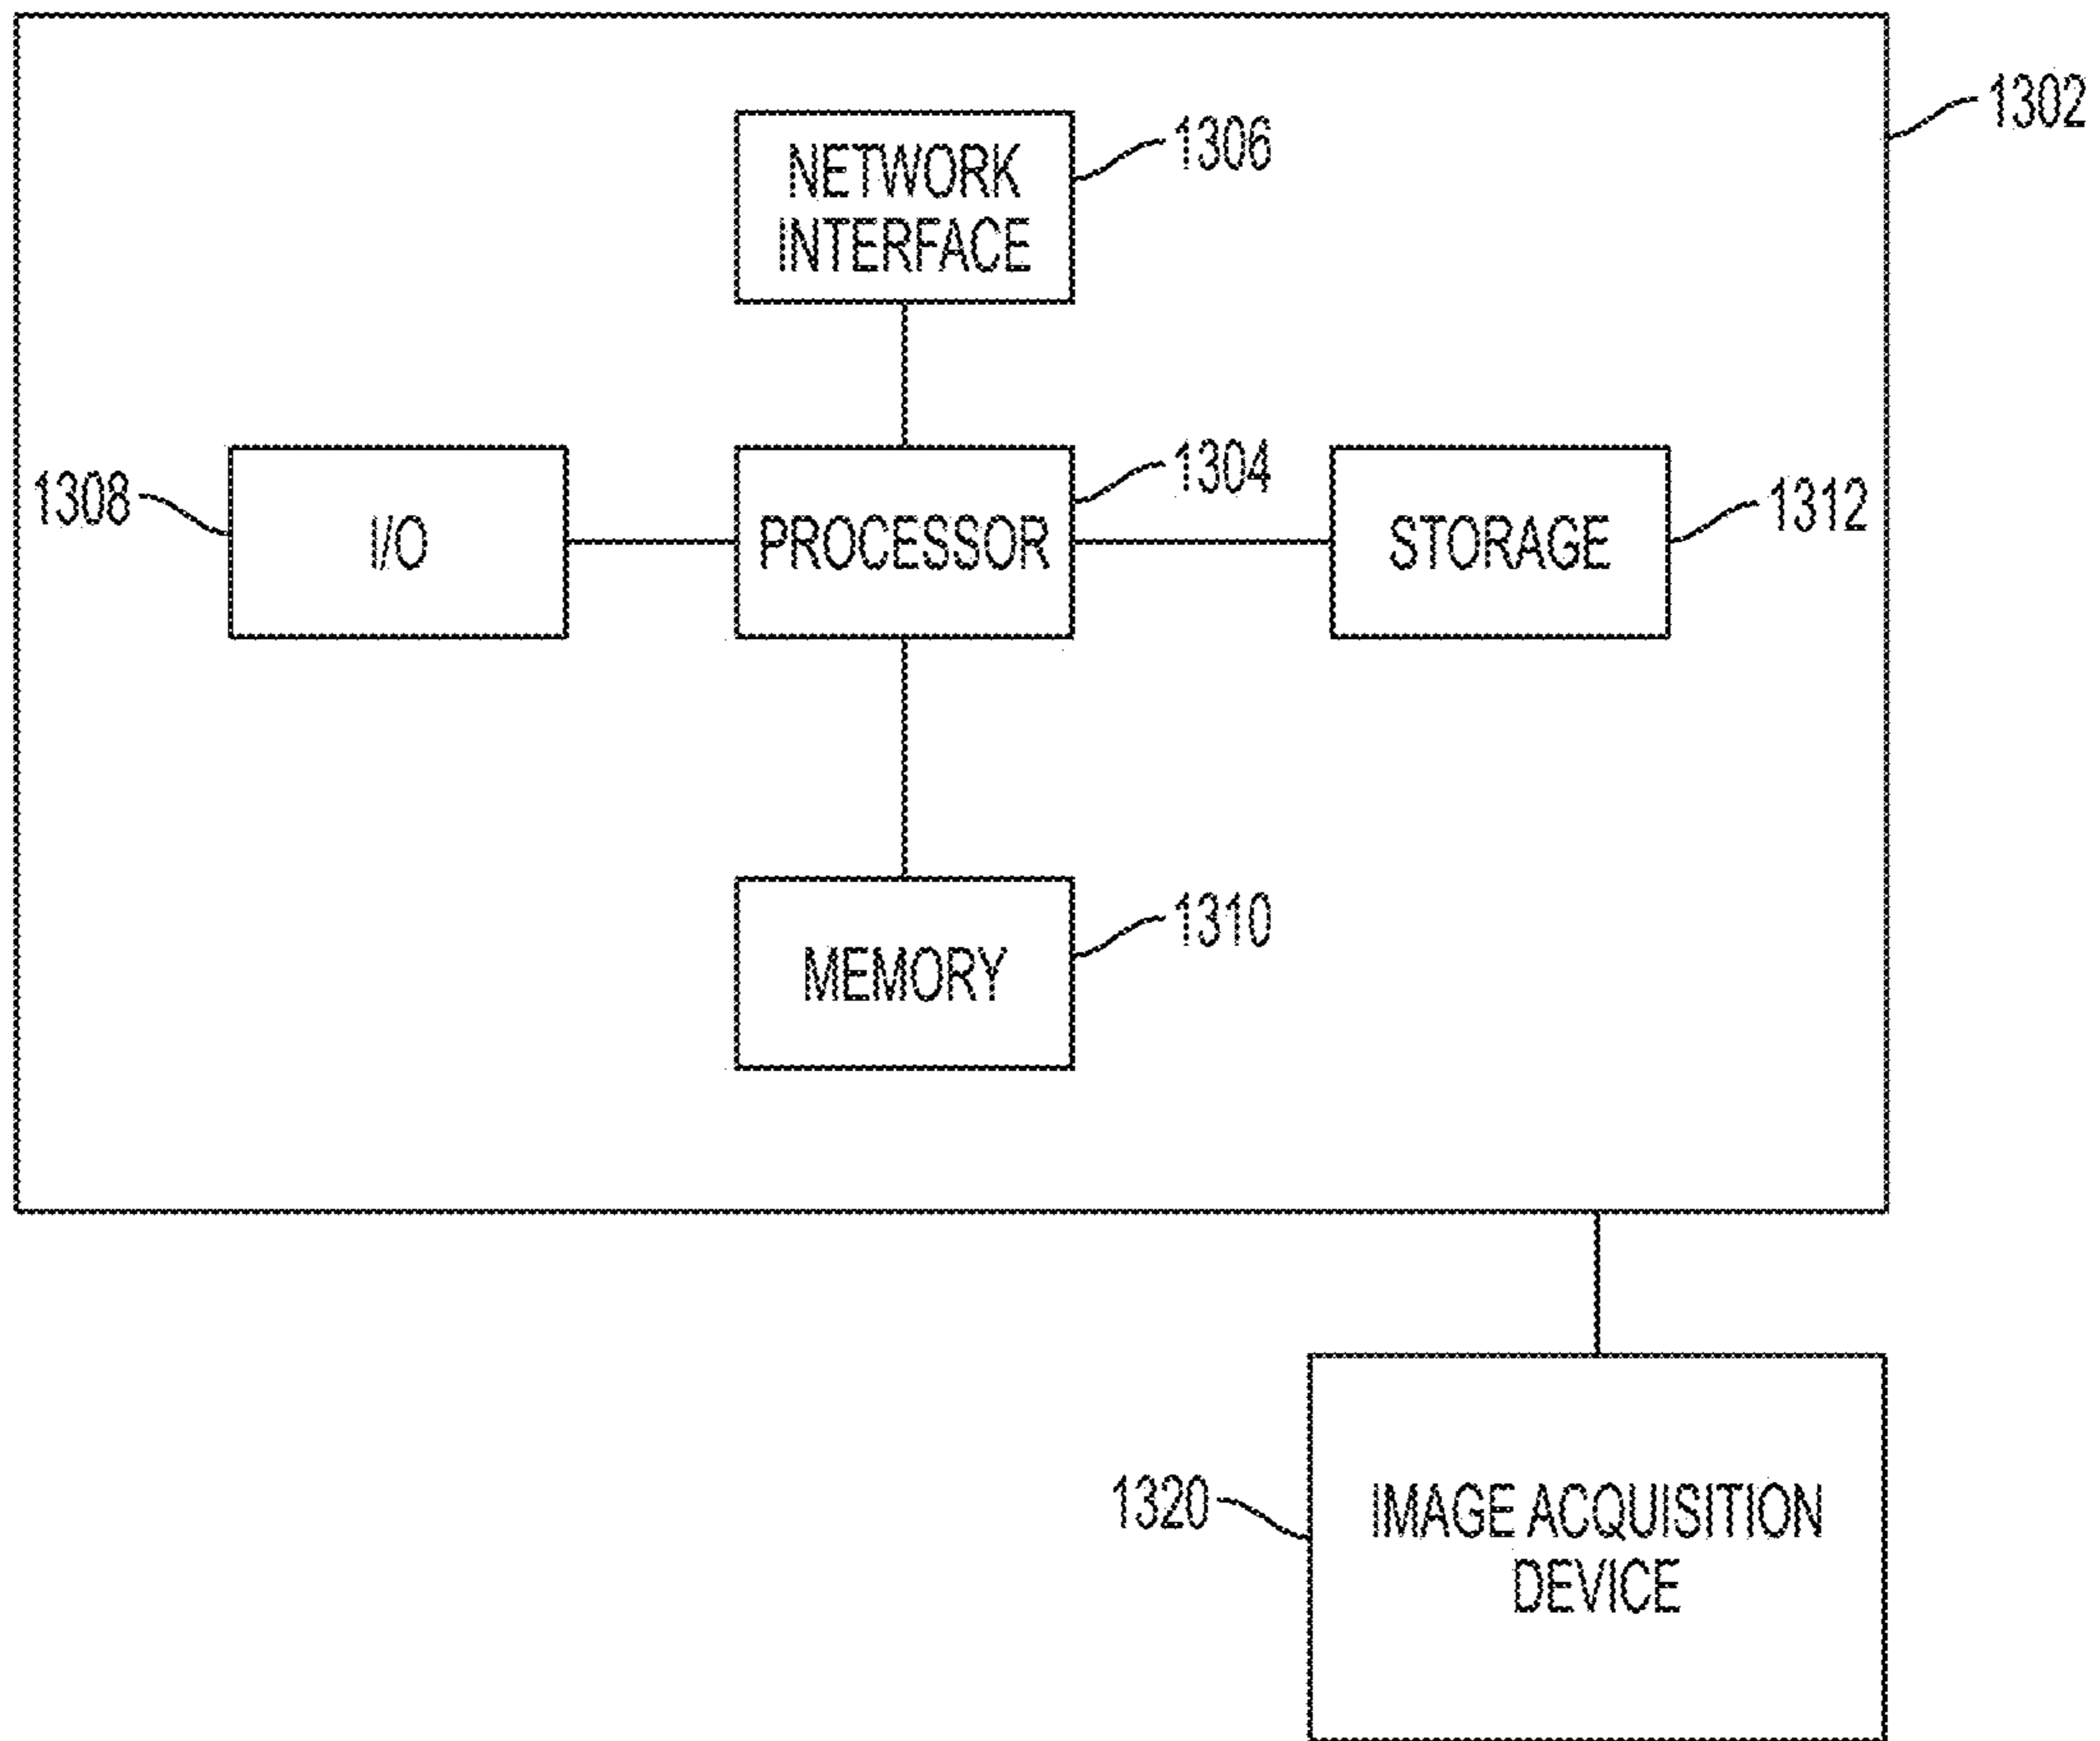 1302
NETWORK
INTERFACE
1306
1308
I/O
PROCESSOR
1304
STORAGE
1312
MEMORY
1310
1320
IMAGE ACQUISITION
DEVICE